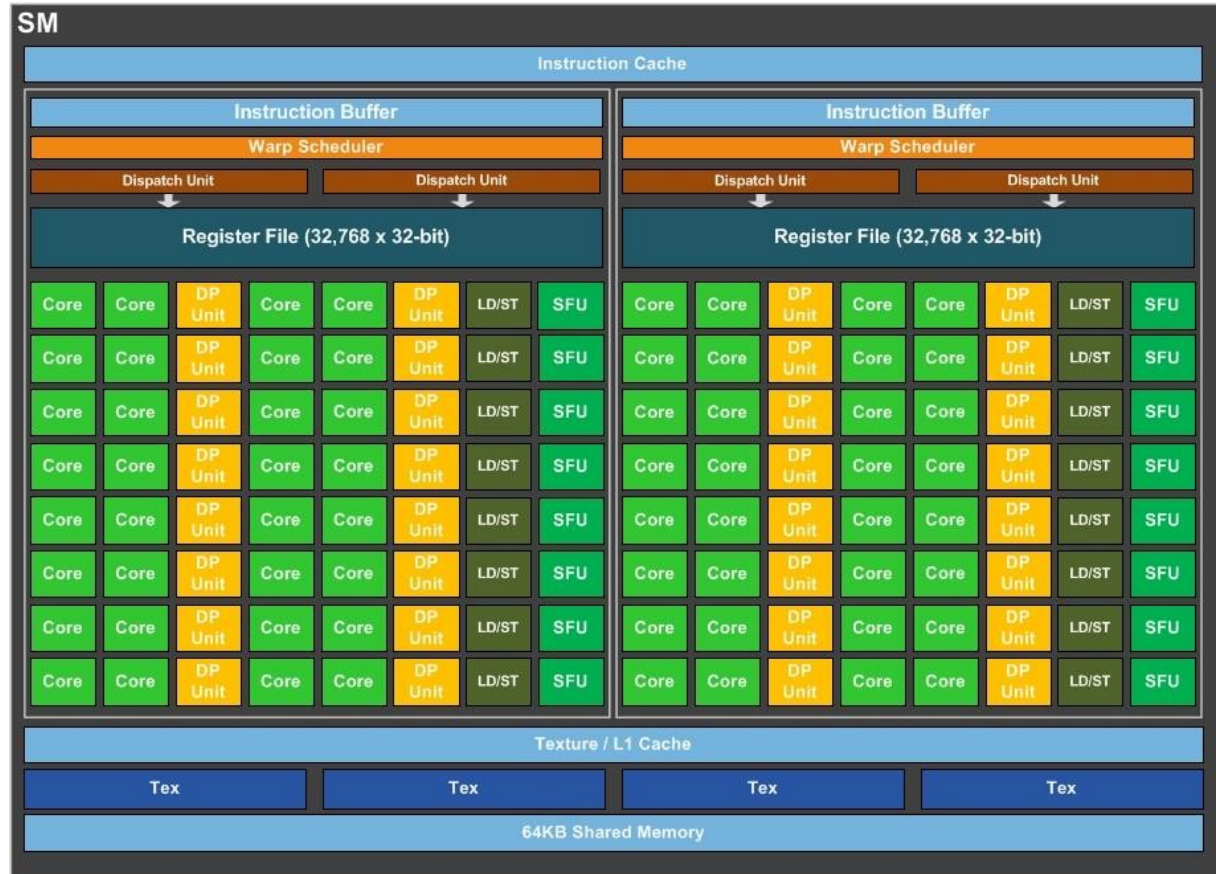 SM
Instruction Cache
Instruction Buffer Instruction Buffer
Warp Scheduler Warp Scheduler
Dispatch Unit Dispatch Unit Dispatch Unit Dispatch Unit
Register File (32,768 x 32-bit) Register File (32,768 x 32-bit)
Core Core DP Unit Core Core DP Unit LD/ST SFU Core Core DP Unit Core Core DP Unit LD/ST SFU
Core Core DP Unit Core Core DP Unit LD/ST SFU Core Core DP Unit Core Core DP Unit LD/ST SFU
Core Core DP Unit Core Core DP Unit LD/ST SFU Core Core DP Unit Core Core DP Unit LD/ST SFU
Core Core DP Unit Core Core DP Unit LD/ST SFU Core Core DP Unit Core Core DP Unit LD/ST SFU
Core Core DP Unit Core Core DP Unit LD/ST SFU Core Core DP Unit Core Core DP Unit LD/ST SFU
Core Core DP Unit Core Core DP Unit LD/ST SFU Core Core DP Unit Core Core DP Unit LD/ST SFU
Core Core DP Unit Core Core DP Unit LD/ST SFU Core Core DP Unit Core Core DP Unit LD/ST SFU
Core Core DP Unit Core Core DP Unit LD/ST SFU Core Core DP Unit Core Core DP Unit LD/ST SFU
Texture / L1 Cache
Tex Tex Tex Tex
64KB Shared Memory